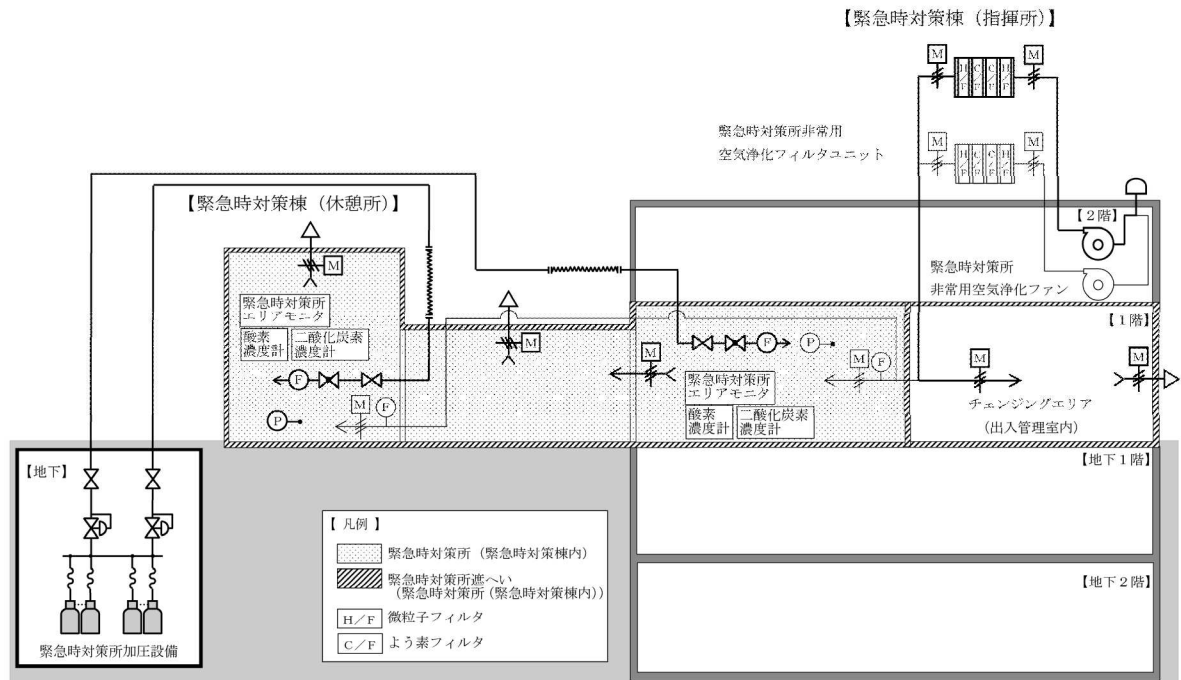 【緊急時対策棟（指揮所）】
M
M
H/F
C/F
C/F
H/F
緊急時対策所非常用
空気浄化フィルタユニット
M
M
H/F
C/F
C/F
H/F
【緊急時対策棟（休憩所）】
【２階】
緊急時対策所
非常用空気浄化ファン
M
緊急時対策所
エリアモニタ
酸素
濃度計
二酸化炭素
濃度計
F
M
F
P
M
M
F
P
緊急時対策所
エリアモニタ
酸素
濃度計
二酸化炭素
濃度計
M
F
【１階】
M
M
チェンジングエリア
（出入管理室内）
【地下１階】
【地下２階】
【地下】
緊急時対策所加圧設備
【 凡例 】
緊急時対策所（緊急時対策棟内）
緊急時対策所遮へい
（緊急時対策所（緊急時対策棟内））
H／F 微粒子フィルタ
C／F よう素フィルタ